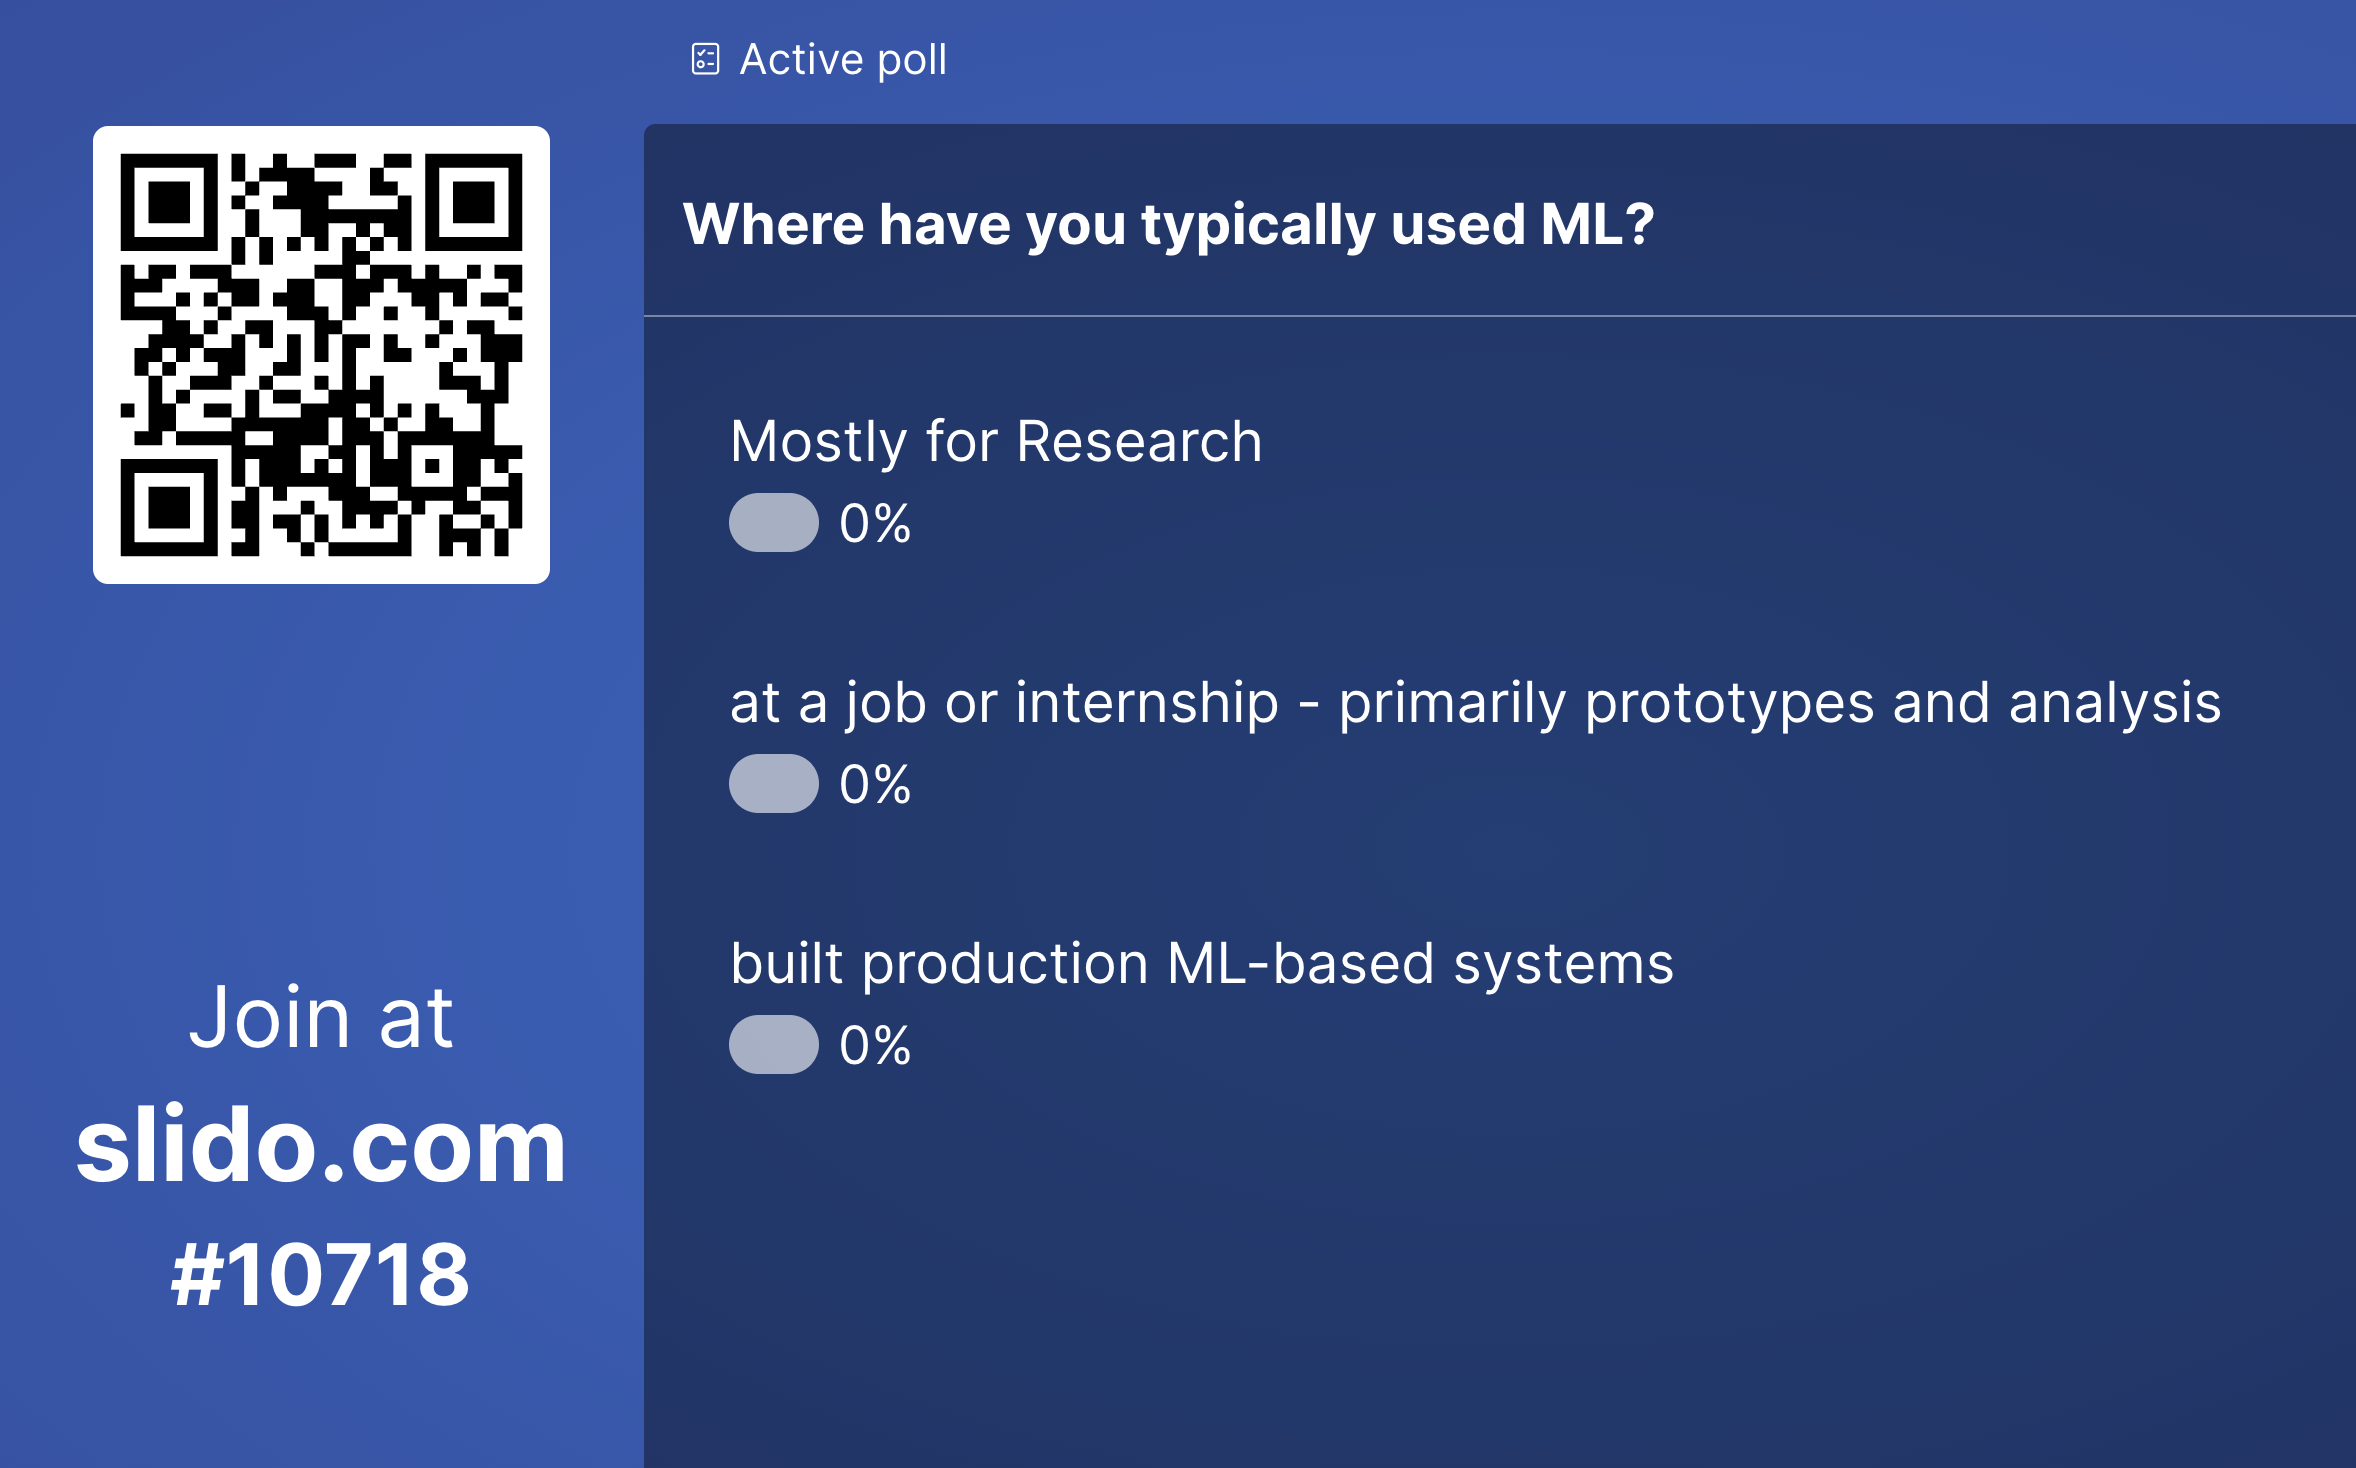 Active poll
Where have you typically used ML?
Mostly for Research
0%
at a job or internship - primarily prototypes and analysis
0%
built production ML-based systems
0%
Join at
slido.com
#10718